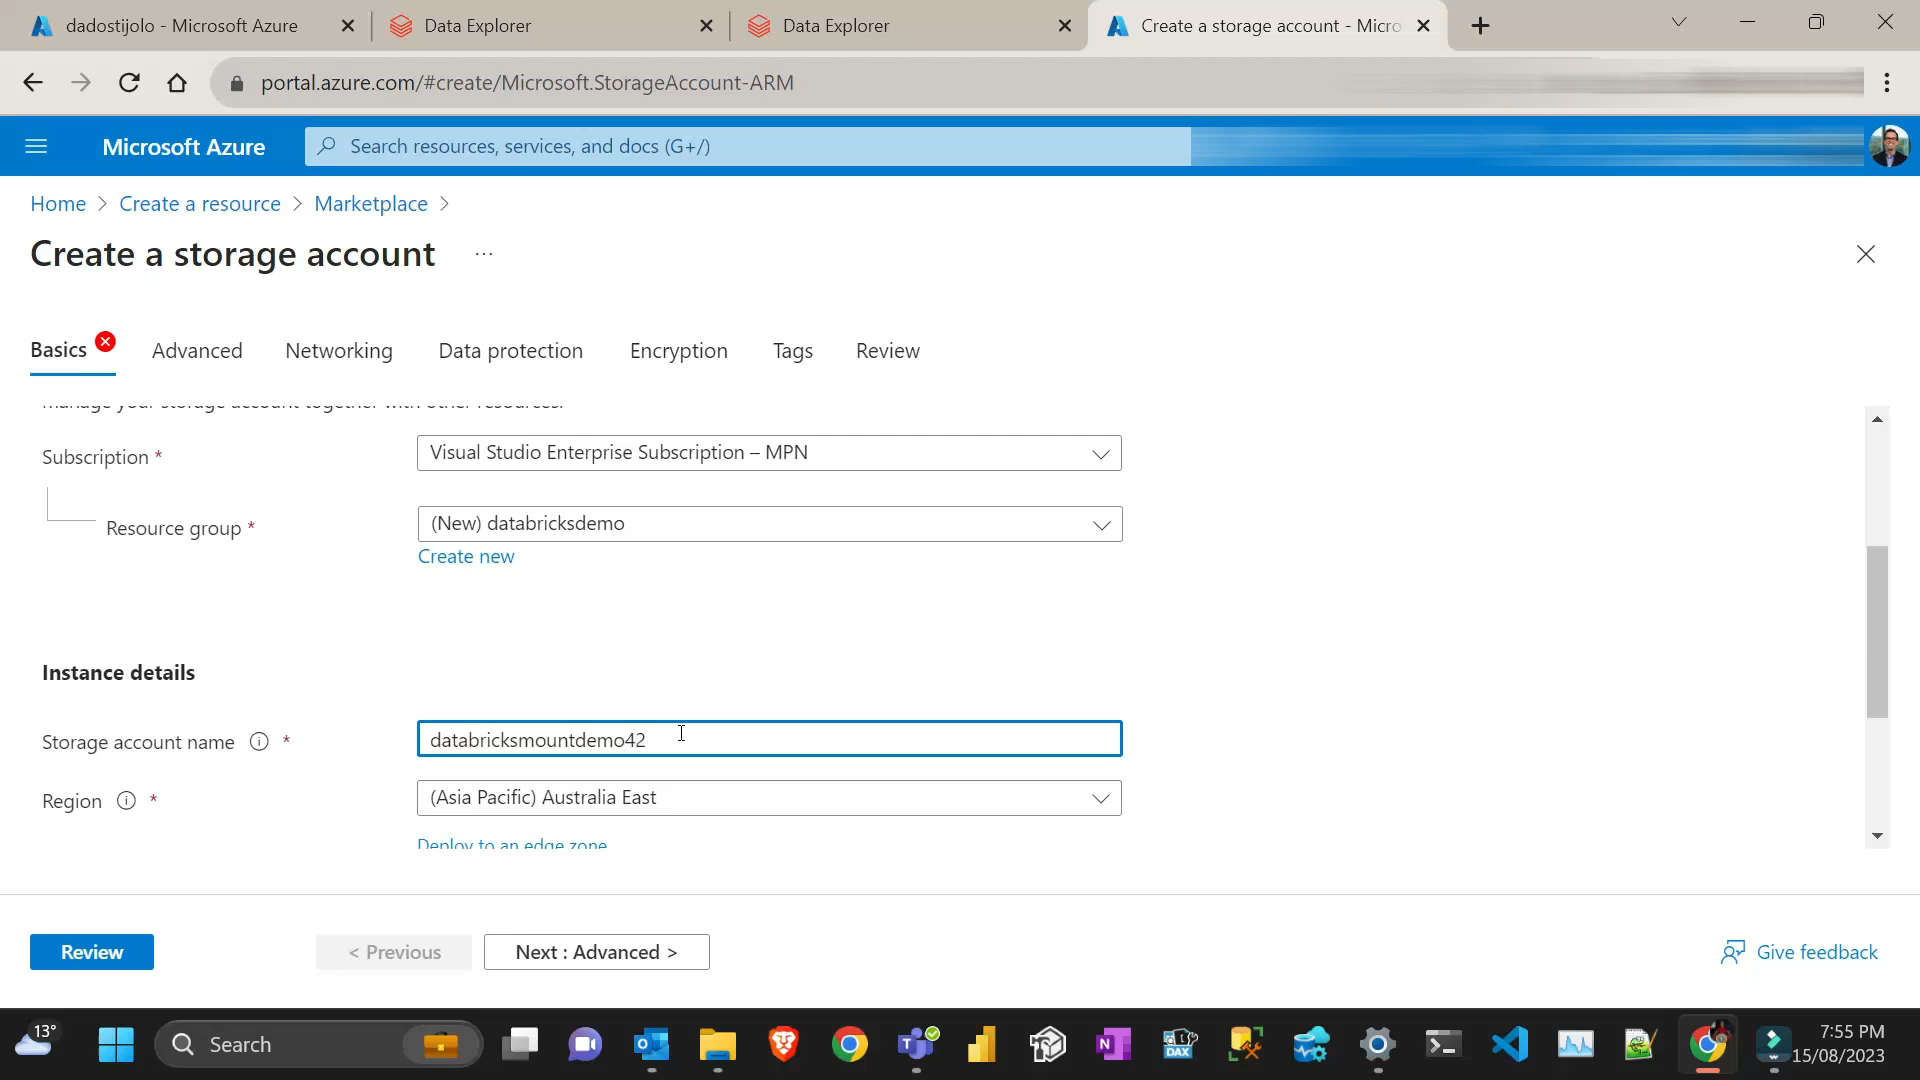 dadostijolo - Microsoft Azure
Data Explorer
Data Explorer
Create a storage account - Micro
portal.azure.com/#create/Microsoft.StorageAccount-ARM
Microsoft Azure
Search resources, services, and docs (G+/)
Home > Create a resource > Marketplace >
Create a storage account ...
Basics
Advanced
Networking
Data protection
Encryption
Tags
Review
manage your storage account together with other resources.
Subscription *
Visual Studio Enterprise Subscription – MPN
Resource group *
(New) databricksdemo
Create new
Instance details
Storage account name *
databricksmountdemo42
Region *
(Asia Pacific) Australia East
Deploy to an edge zone
Review
< Previous
Next : Advanced >
Give feedback
13°
Search
DAX
7:55 PM
15/08/2023